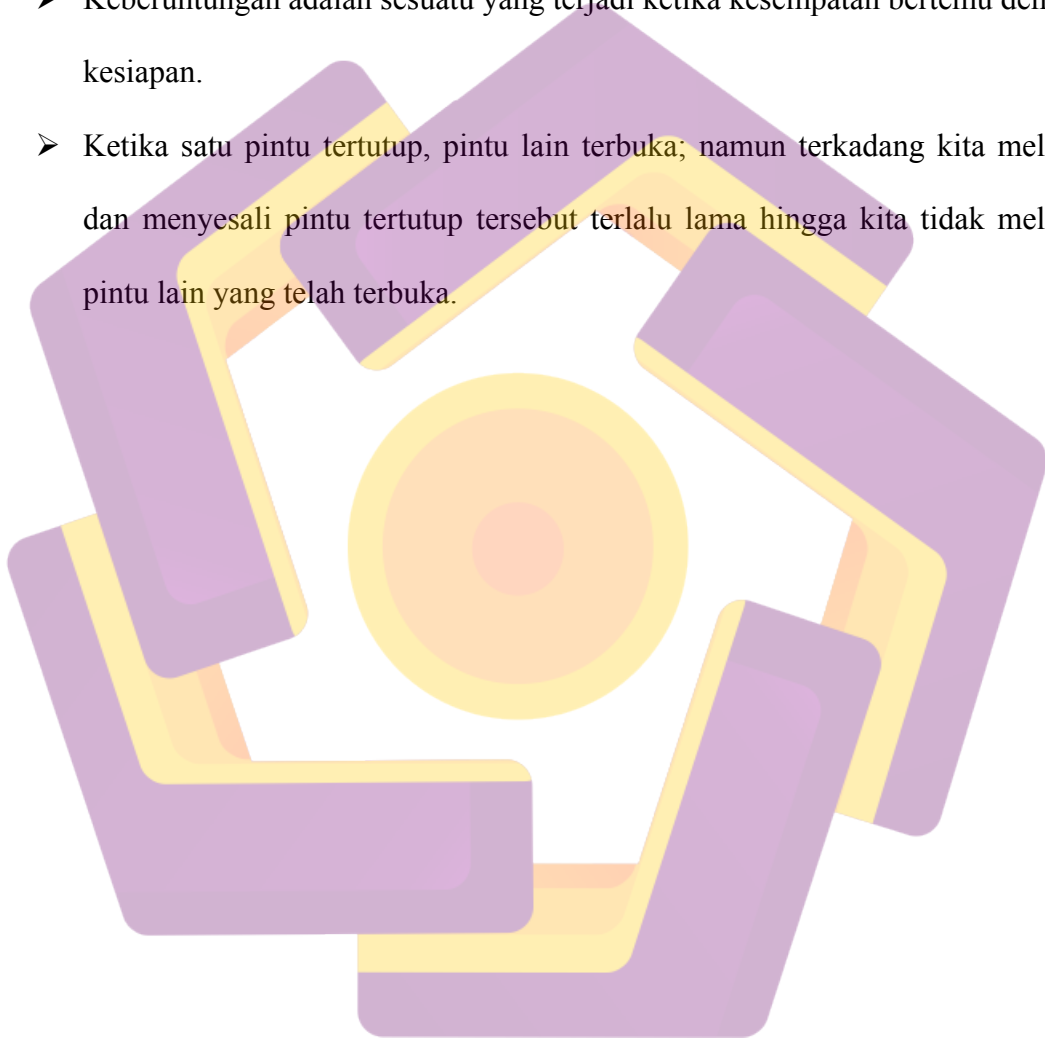 ➢ Keberuntungan adalah sesuatu yang terjadi ketika kesempatan bertemu den
kesiapan.
➢ Ketika satu pintu tertutup, pintu lain terbuka; namun terkadang kita mel
dan menyesali pintu tertutup tersebut terlalu lama hingga kita tidak mel
pintu lain yang telah terbuka.